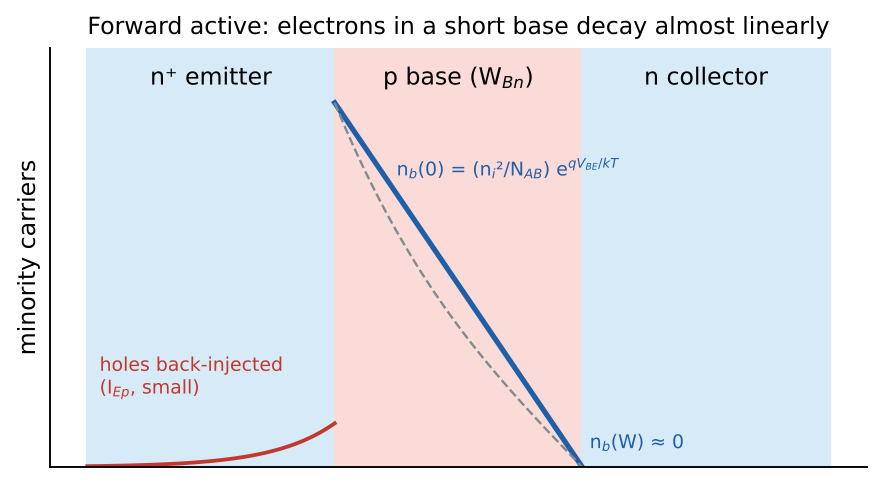 Forward active: electrons in a short base decay almost linearly
n⁺ emitter
p base (W_Bn)
n collector
n_b(0) = (n_i²/N_AB) e^qV_BE/kT
minority carriers
holes back-injected
(I_Ep, small)
n_b(W) ≈ 0